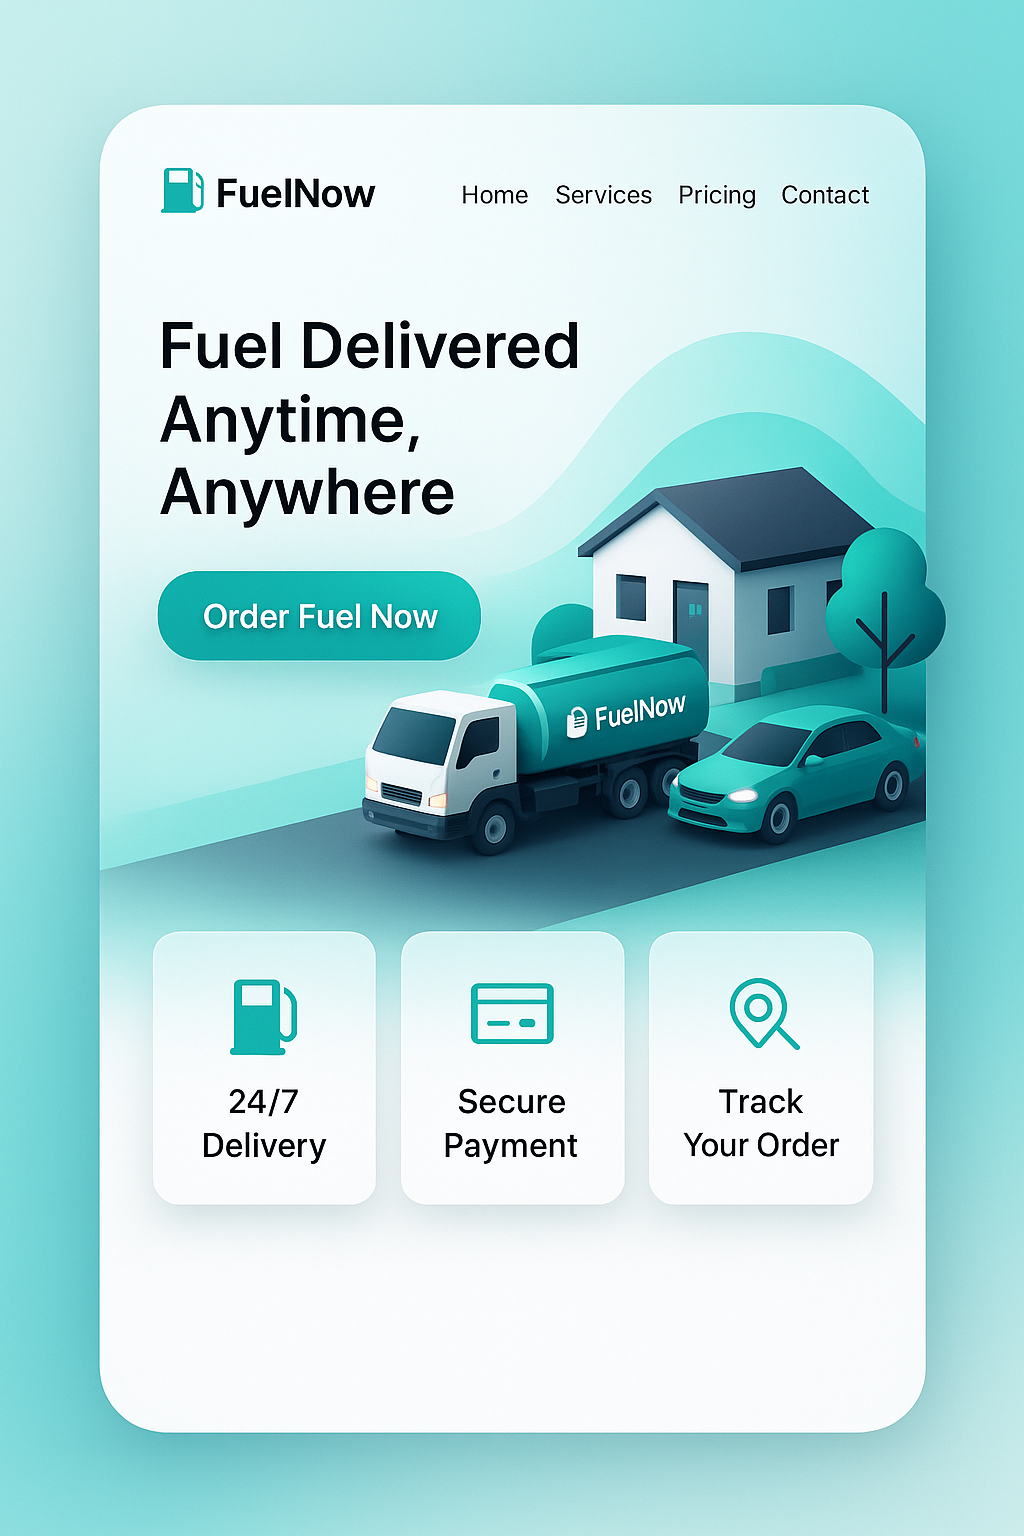 FuelNow
Home Services Pricing Contact
Fuel Delivered
Anytime,
Anywhere
Order Fuel Now
FuelNow
24/7
Delivery
Secure
Payment
Track
Your Order